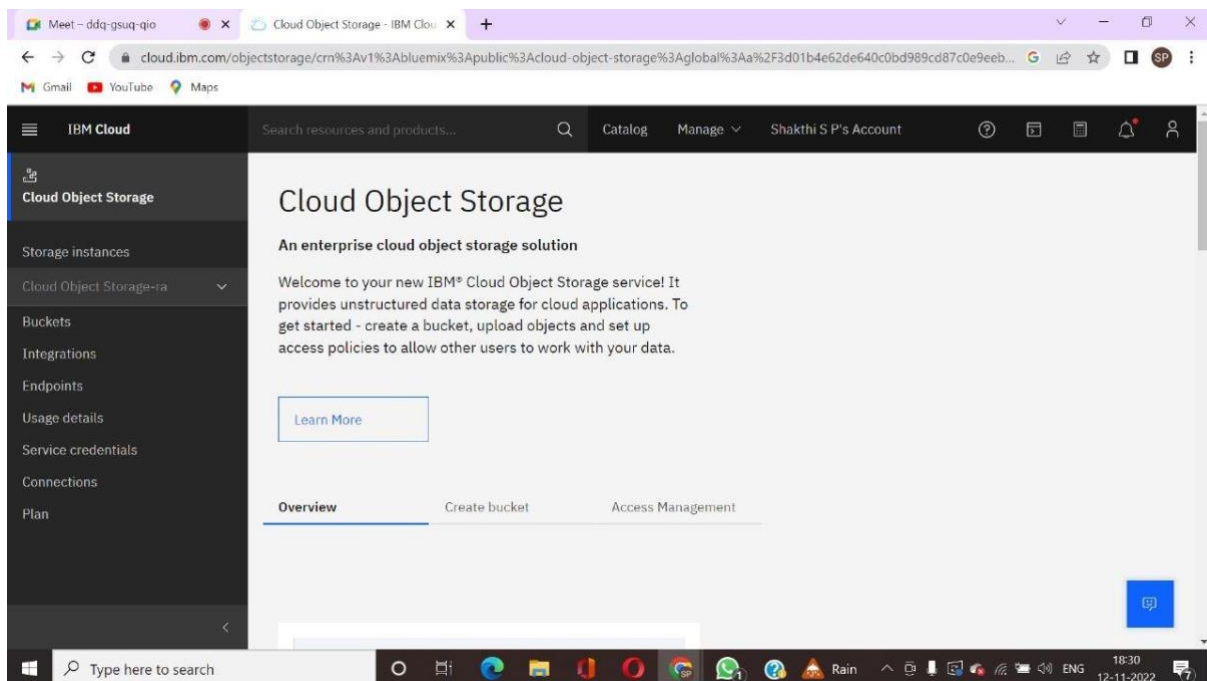 Meet – ddq-gsuq-qio
Cloud Object Storage - IBM Clou
cloud.ibm.com/objectstorage/crn%3Av1%3Abluemix%3Apublic%3Acloud-object-storage%3Aglobal%3Aa%2F3d01b4e62de640c0bd989cd87c0e9eeb...
G
SP
Gmail YouTube Maps
IBM Cloud
Search resources and products...
Catalog Manage Shakthi S P's Account
Cloud Object Storage
Storage instances
Cloud Object Storage-ra
Buckets
Integrations
Endpoints
Usage details
Service credentials
Connections
Plan
Cloud Object Storage
An enterprise cloud object storage solution
Welcome to your new IBM® Cloud Object Storage service! It
provides unstructured data storage for cloud applications. To
get started - create a bucket, upload objects and set up
access policies to allow other users to work with your data.
Learn More
Overview Create bucket Access Management
Type here to search
Rain
ENG
18:30
12-11-2022